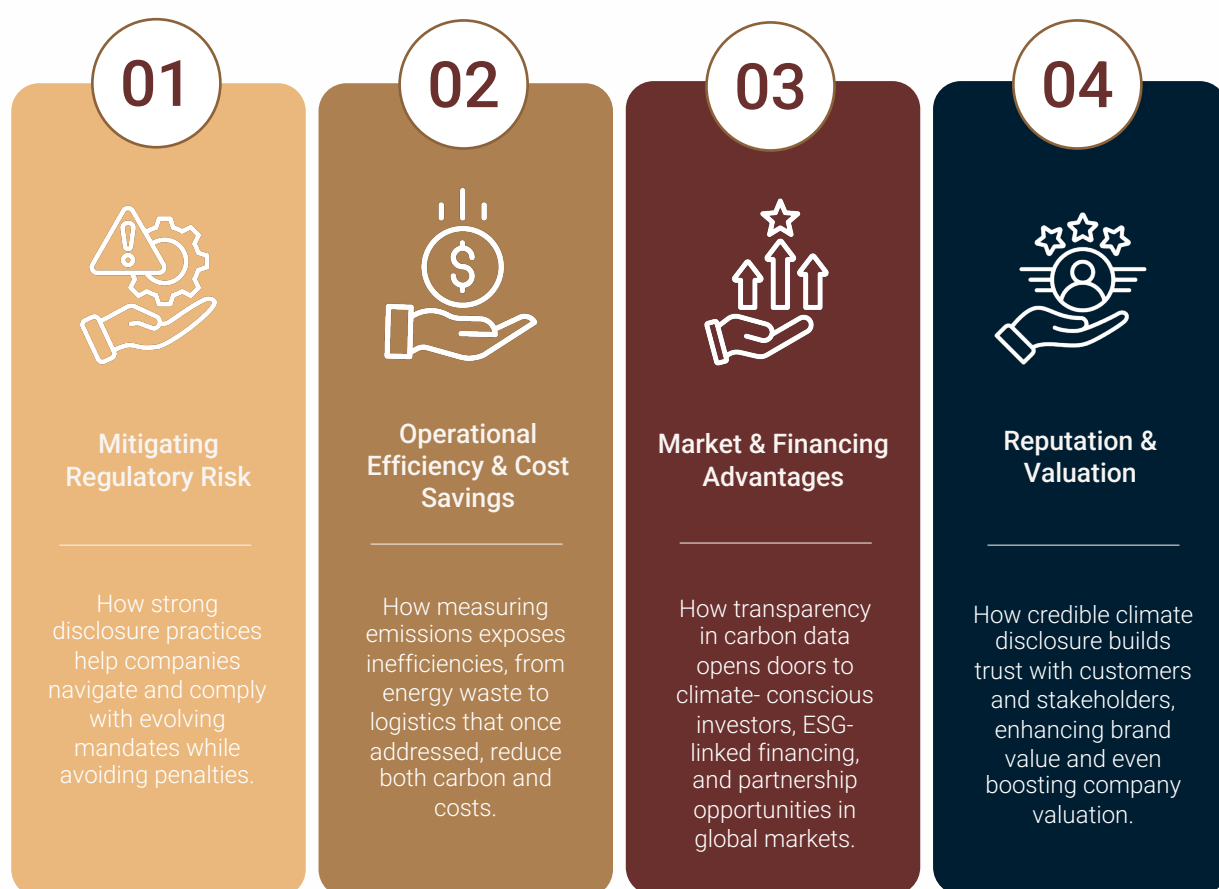 01
Mitigating
Regulatory Risk
How strong
disclosure practices
help companies
navigate and comply
with evolving
mandates while
avoiding penalties.
02
Operational
Efficiency & Cost
Savings
How measuring
emissions exposes
inefficiencies, from
energy waste to
logistics that once
addressed, reduce
both carbon and
costs.
03
Market & Financing
Advantages
How transparency
in carbon data
opens doors to
climate- conscious
investors, ESG-
linked financing,
and partnership
opportunities in
global markets.
04
Reputation &
Valuation
How credible climate
disclosure builds
trust with customers
and stakeholders,
enhancing brand
value and even
boosting company
valuation.